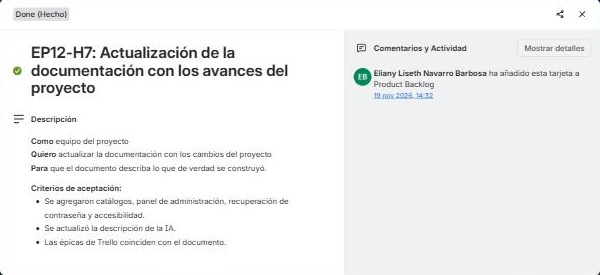 Done (Hecho)
EP12-H7: Actualización de la
documentación con los avances del
proyecto
Descripción
Como equipo del proyecto
Quiero actualizar la documentación con los cambios del proyecto
Para que el documento describa lo que de verdad se construyó.
Criterios de aceptación:
Se agregaron catálogos, panel de administración, recuperación de
contraseña y accesibilidad.
Se actualizó la descripción de la IA.
Las épicas de Trello coinciden con el documento.
Comentarios y Actividad
Mostrar detalles
EB
Eliany Liseth Navarro Barbosa ha añadido esta tarjeta a
Product Backlog
19 nov 2026, 14:32